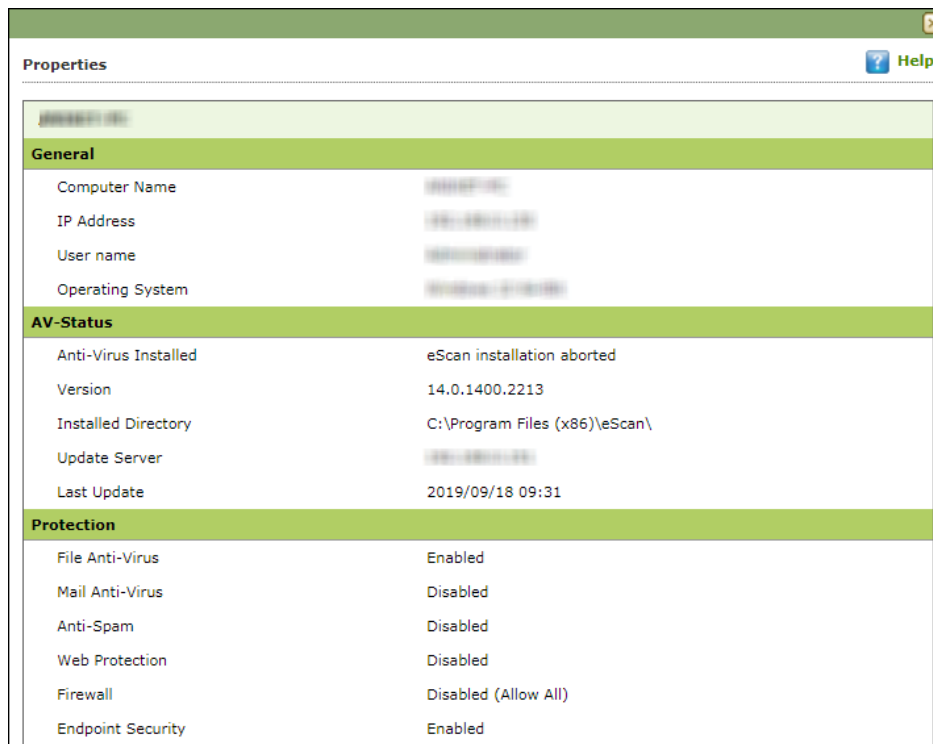 Properties
Help
General
Computer Name
IP Address
User name
Operating System
AV-Status
Anti-Virus Installed eScan installation aborted
Version 14.0.1400.2213
Installed Directory C:\Program Files (x86)\eScan\
Update Server
Last Update 2019/09/18 09:31
Protection
File Anti-Virus Enabled
Mail Anti-Virus Disabled
Anti-Spam Disabled
Web Protection Disabled
Firewall Disabled (Allow All)
Endpoint Security Enabled